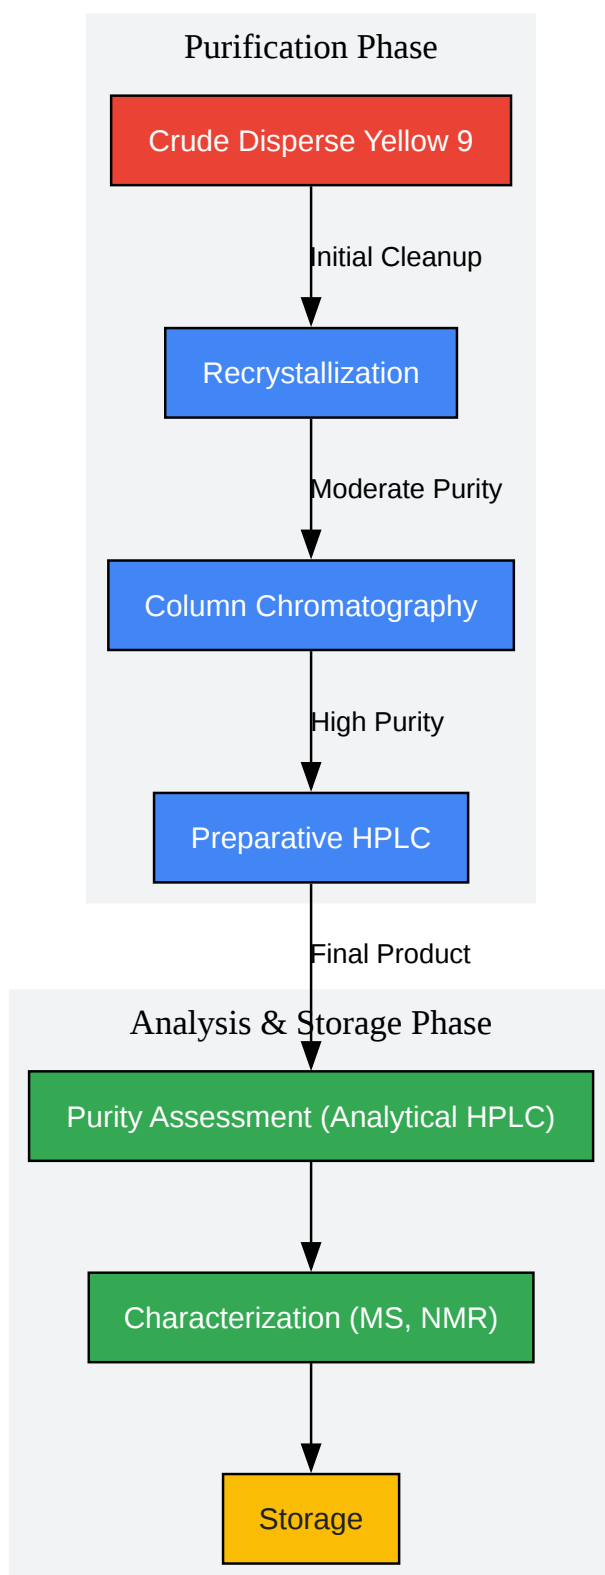 Purification Phase
Crude Disperse Yellow 9
Initial Cleanup
Recrystallization
Moderate Purity
Column Chromatography
High Purity
Preparative HPLC
Final Product
Analysis & Storage Phase
Purity Assessment (Analytical HPLC)
Characterization (MS, NMR)
Storage